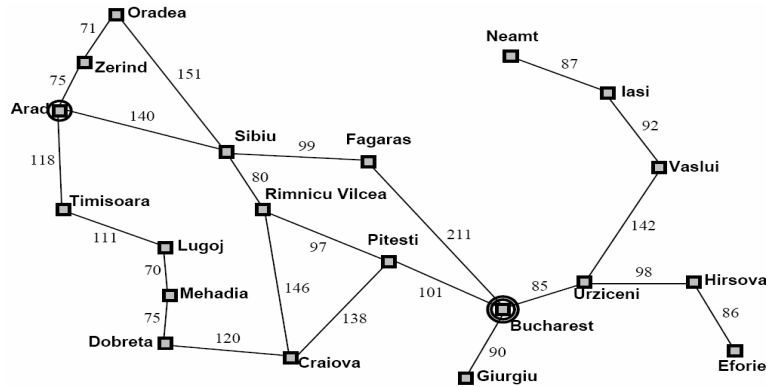 Oradea
71
Neamt
Zerind
87
151
75
Iasi
Arad
140
92
Sibiu
Fagaras
99
118
Vaslui
80
Timisoara
Rimnicu Vilcea
111
211
142
Lugoj
97
Pitesti
70
98
Hirsova
85
146
101
Urziceni
Mehadia
86
75
138
Bucharest
120
Dobreta
90
Craiova
Eforie
Giurgiu